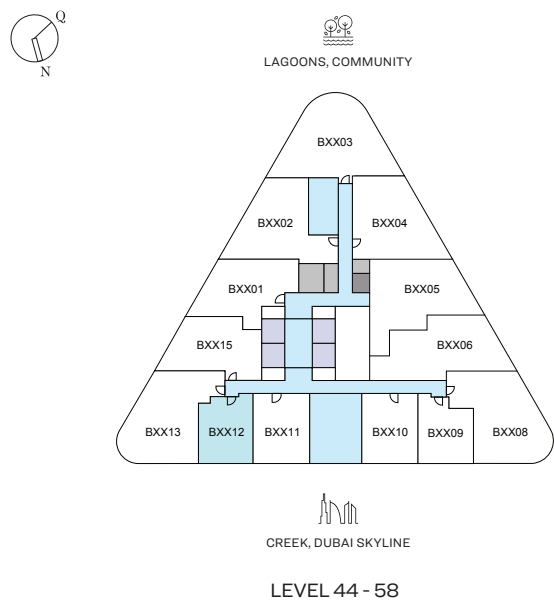 Q
N
LAGOONS, COMMUNITY
BXX03
BXX02
BXX04
BXX01
BXX05
BXX15
BXX06
BXX13
BXX12
BXX11
BXX10
BXX09
BXX08
CREEK, DUBAI SKYLINE
LEVEL 44 - 58